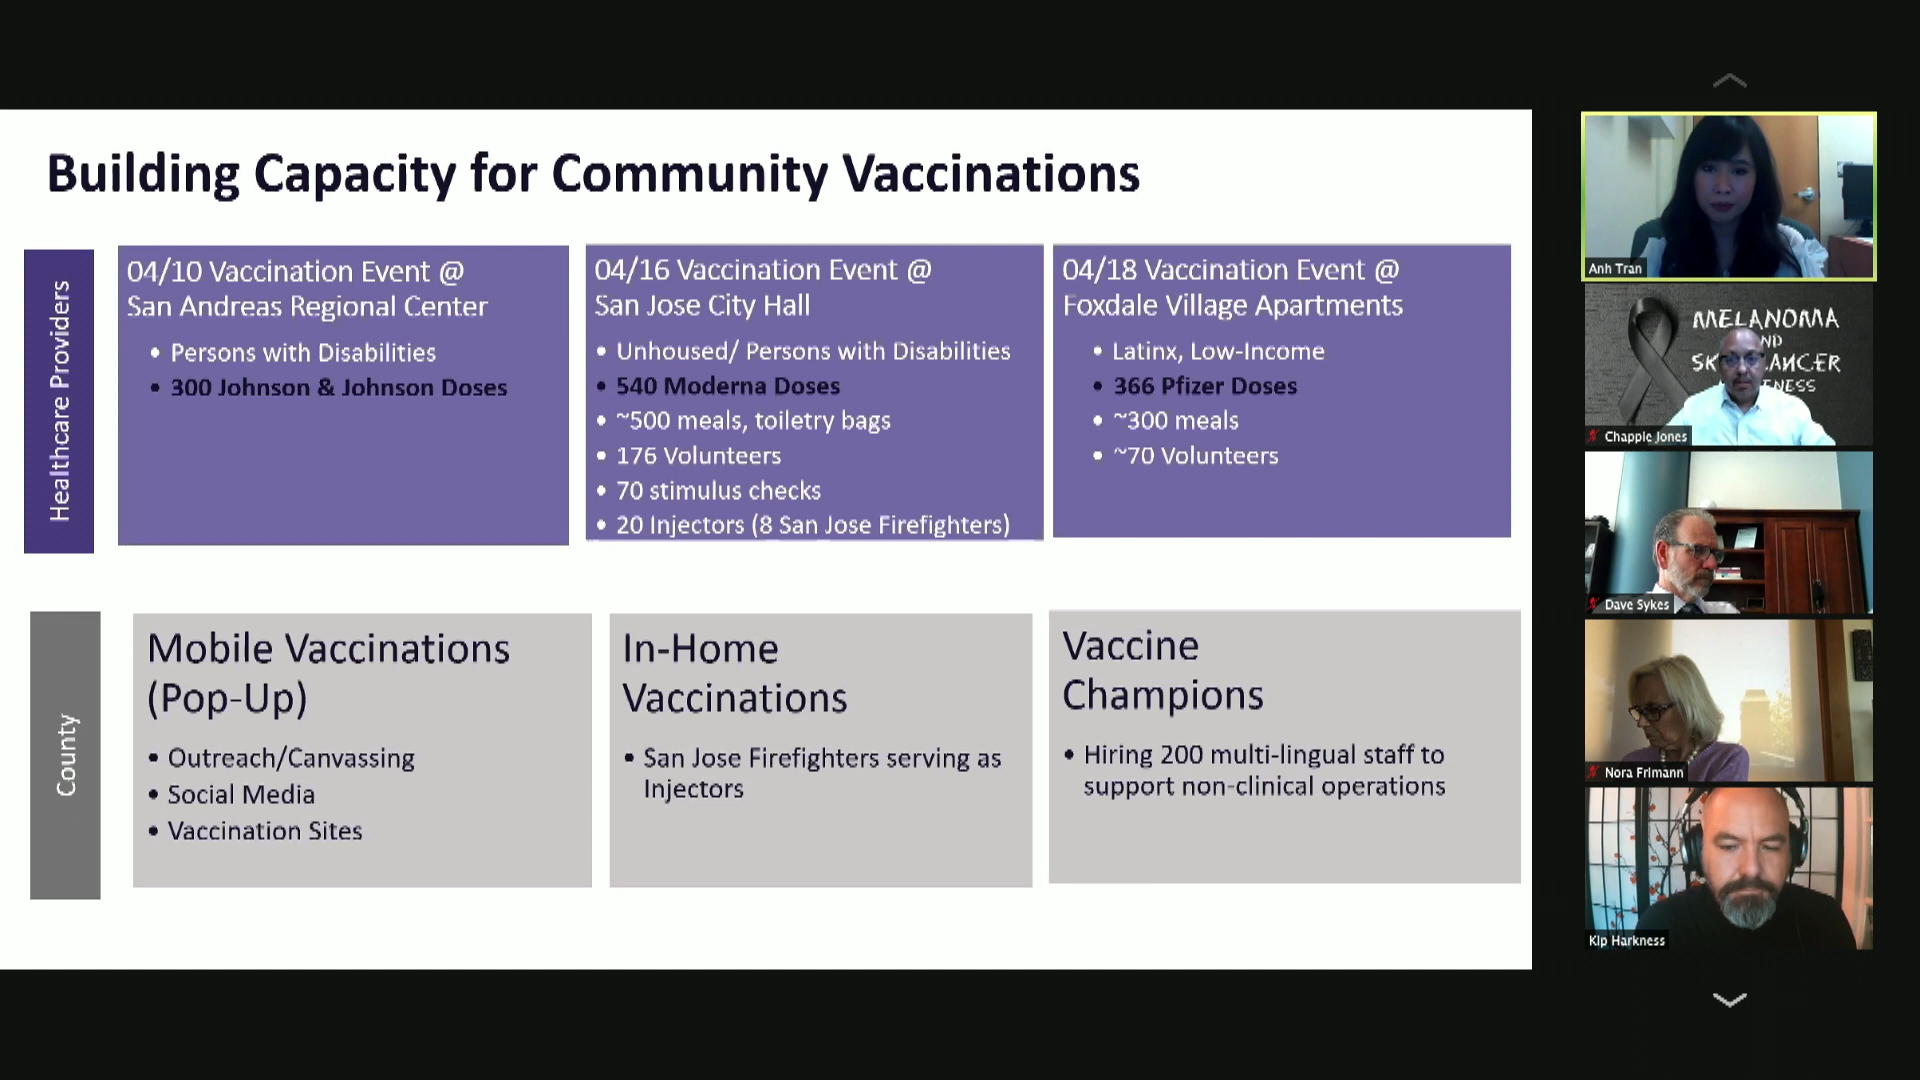 Building Capacity for Community Vaccinations
Healthcare Providers
04/10 Vaccination Event @
San Andreas Regional Center
• Persons with Disabilities
• 300 Johnson & Johnson Doses
04/16 Vaccination Event @
San Jose City Hall
• Unhoused/ Persons with Disabilities
• 540 Moderna Doses
• ~500 meals, toiletry bags
• 176 Volunteers
• 70 stimulus checks
• 20 Injectors (8 San Jose Firefighters)
04/18 Vaccination Event @
Foxdale Village Apartments
• Latinx, Low-Income
• 366 Pfizer Doses
• ~300 meals
• ~70 Volunteers
County
Mobile Vaccinations
(Pop-Up)
• Outreach/Canvassing
• Social Media
• Vaccination Sites
In-Home
Vaccinations
• San Jose Firefighters serving as
Injectors
Vaccine
Champions
• Hiring 200 multi-lingual staff to
support non-clinical operations
Anh Tran
MELANOMA
Chappie Jones
Dave Sykes
Nora Frimann
Kip Harkness